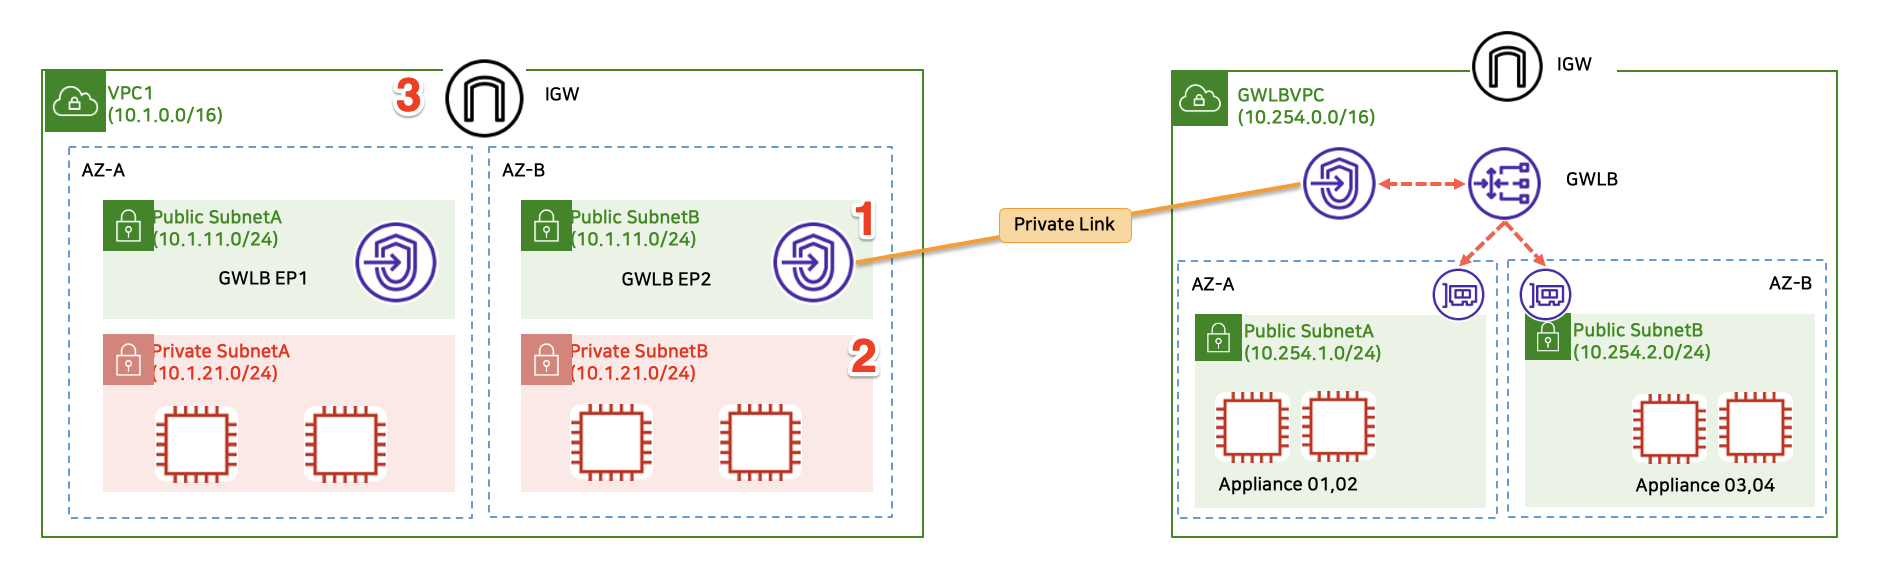 VPC1
(10.1.0.0/16)
3
IGW
AZ-A
Public SubnetA
(10.1.11.0/24)
GWLB EP1
Private SubnetA
(10.1.21.0/24)
AZ-B
Public SubnetB
(10.1.11.0/24)
1
GWLB EP2
Private SubnetB
(10.1.21.0/24)
2
Private Link
IGW
GWLBVPC
(10.254.0.0/16)
GWLB
AZ-A
Public SubnetA
(10.254.1.0/24)
Appliance 01,02
AZ-B
Public SubnetB
(10.254.2.0/24)
Appliance 03,04